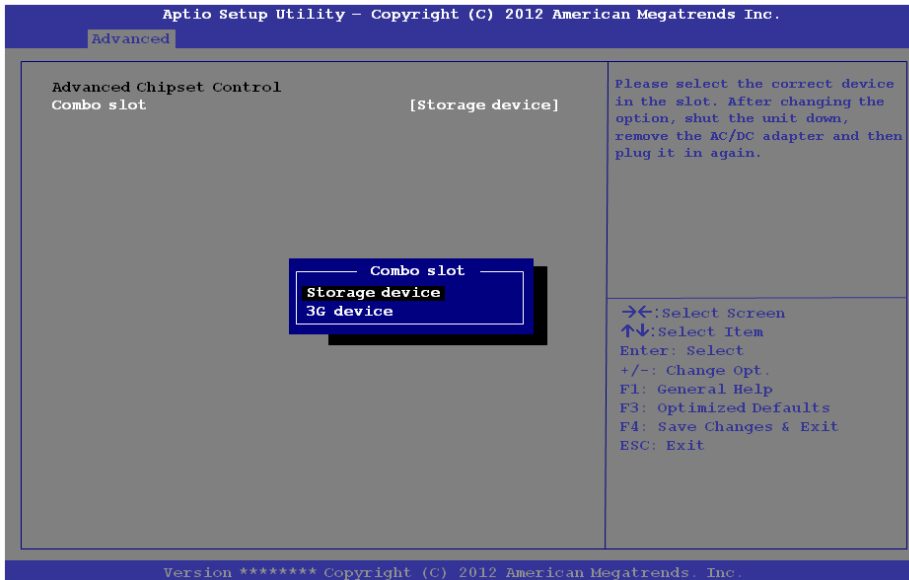 Aptio Setup Utility – Copyright (C) 2012 American Megatrends Inc.
Advanced
Advanced Chipset Control
Combo slot [Storage device]
Please select the correct device
in the slot. After changing the
option, shut the unit down,
remove the AC/DC adapter and then
plug it in again.
Combo slot
Storage device
3G device
→←:Select Screen
↑↓:Select Item
Enter: Select
+/-: Change Opt.
F1: General Help
F3: Optimized Defaults
F4: Save Changes & Exit
ESC: Exit
Version ******** Copyright (C) 2012 American Megatrends. Inc.